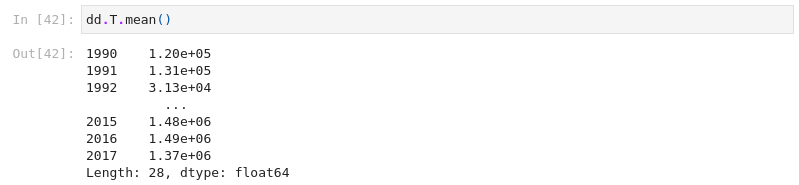 In [42]: dd.T.mean()
Out[42]: 1990    1.20e+05
1991    1.31e+05
1992    3.13e+04
...
2015    1.48e+06
2016    1.49e+06
2017    1.37e+06
Length: 28, dtype: float64